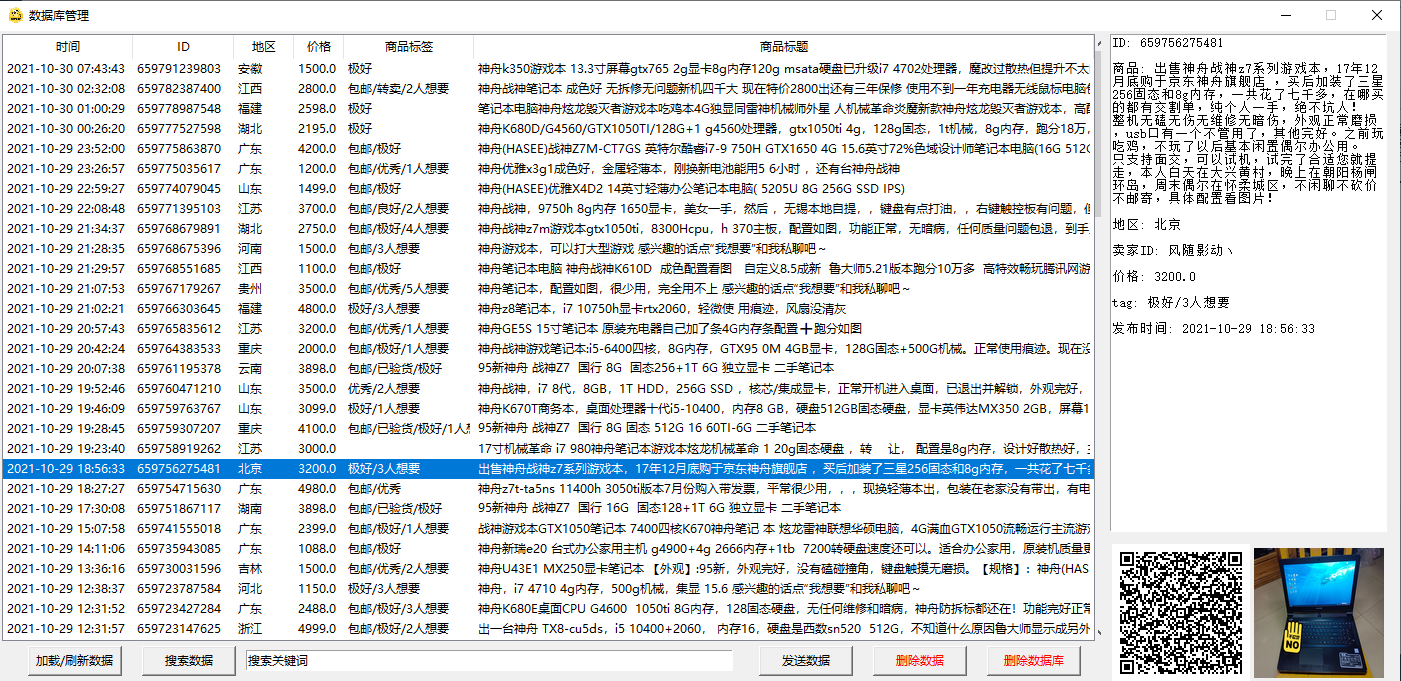 数据库管理
时间 ID 地区 价格 商品标签 商品标题
2021-10-30 07:43:43 659791239803 安徽 1500.0 极好 神舟k350游戏本 13.3寸屏幕gtx765 2g显卡8g内存120g msata硬盘已升级i7 4702处理器，魔改过散热但提升不大
2021-10-30 02:32:08 659782387400 江西 2800.0 包邮/转卖/2人想要 神舟战神笔记本 成色好 无拆修无问题新机四千大 现在特价2800出还有三年保修 使用不到一年充电器无线鼠标电脑包
2021-10-30 01:00:29 659778987548 福建 2598.0 极好 笔记本电脑神舟炫龙毁灭者游戏本吃鸡本4G独显同雷神机械师外星 人机械革命炎魔新款神舟炫龙毁灭者游戏本，高配
2021-10-30 00:26:20 659777527598 湖北 2195.0 极好 神舟K680D/G4560/GTX1050TI/128G+1 g4560处理器，gtx1050ti 4g，128g固态，1t机械，8g内存，跑分18万，
2021-10-29 23:52:00 659775863870 广东 4200.0 包邮/极好 神舟(HASEE)战神Z7M-CT7GS 英特尔酷睿i7-9 750H GTX1650 4G 15.6英寸72%色域设计师笔记本电脑(16G 512G
2021-10-29 23:26:57 659775035617 广东 1200.0 包邮/优秀/1人想要 神舟优雅x3g1成色好，金属轻薄本，刚换新电池能用5 6小时 ，还有台神舟战神
2021-10-29 22:59:27 659774079045 山东 1499.0 极好 神舟(HASEE)优雅X4D2 14英寸轻薄办公笔记本电脑( 5205U 8G 256G SSD IPS)
2021-10-29 22:08:48 659771395103 江苏 3700.0 包邮/良好/2人想要 神舟战神，9750h 8g内存 1650显卡，美女一手，然后 ，无锡本地自提，，键盘有点打油，，右键触控板有问题，但
2021-10-29 21:34:37 659768679891 湖北 2750.0 包邮/极好/4人想要 神舟战神z7m游戏本gtx1050ti，8300Hcpu，h 370主板，配置如图，功能正常，无暗病，任何质量问题包退，到手
2021-10-29 21:28:35 659768675396 河南 1500.0 包邮/3人想要 神舟游戏本，可以打大型游戏 感兴趣的话点“我想要”和我私聊吧～
2021-10-29 21:29:57 659768551685 江西 1100.0 包邮/极好 神舟笔记本电脑 神舟战神K610D 成色配置看图 自定义8.5成新 鲁大师5.21版本跑分10万多 高特效畅玩腾讯网游
2021-10-29 21:07:53 659767179267 贵州 3500.0 包邮/优秀/5人想要 神舟笔记本，配置如图，很少用，完全用不上 感兴趣的话点“我想要”和我私聊吧～
2021-10-29 21:02:21 659766303645 福建 4800.0 极好/3人想要 神舟z8笔记本，i7 10750h显卡rtx2060，轻微使 用痕迹，风扇没清灰
2021-10-29 20:57:43 659765835612 江苏 3200.0 包邮/优秀/1人想要 神舟GE5S 15寸笔记本 原装充电器自己加了条4G内存条配置➕跑分如图
2021-10-29 20:42:24 659764383533 重庆 2000.0 包邮/极好/1人想要 神舟战神游戏笔记本:i5-6400四核，8G内存，GTX95 0M 4GB显卡，128G固态+500G机械。正常使用痕迹。现在没
2021-10-29 20:07:38 659761195378 云南 3898.0 包邮/已验货/极好 95新神舟 战神Z7 国行 8G 固态256+1T 6G 独立显卡 二手笔记本
2021-10-29 19:52:46 659760471210 山东 3500.0 优秀/2人想要 神舟战神，i7 8代，8GB，1T HDD，256G SSD ，核芯/集成显卡，正常开机进入桌面，已退出并解锁，外观完好，
2021-10-29 19:46:09 659759763767 山东 3099.0 极好/1人想要 神舟K670T商务本，桌面处理器十代i5-10400，内存8 GB，硬盘512GB固态硬盘，显卡英伟达MX350 2GB，屏幕1
2021-10-29 19:28:45 659759307207 重庆 4100.0 包邮/已验货/极好/1人想 95新神舟 战神Z7 国行 8G 固态 512G 16 60TI-6G 二手笔记本
2021-10-29 19:23:40 659758919262 江苏 3000.0 17寸机械革命 i7 980神舟笔记本游戏本炫龙机械革命 1 20g固态硬盘 ，转 让， 配置是8g内存，设计好散热好，
2021-10-29 18:56:33 659756275481 北京 3200.0 极好/3人想要 出售神舟战神z7系列游戏本，17年12月底购于京东神舟旗舰店 ，买后加装了三星256固态和8g内存，一共花了七千
2021-10-29 18:27:27 659754715630 广东 4980.0 包邮/优秀 神舟z7t-ta5ns 11400h 3050ti版本7月份购入带发票，平常很少用，，，现换轻薄本出，包装在老家没有带出，有电
2021-10-29 17:30:08 659751867117 湖南 3898.0 包邮/已验货/极好 95新神舟 战神Z7 国行 16G 固态128+1T 6G 独立显卡 二手笔记本
2021-10-29 15:07:58 659741555018 广东 2399.0 包邮/极好/1人想要 战神游戏本GTX1050笔记本 7400四核K670神舟笔记 本 炫龙雷神联想华硕电脑，4G满血GTX1050流畅运行主流游
2021-10-29 14:11:06 659735943085 广东 1088.0 包邮/极好 神舟新瑞e20 台式办公家用主机 g4900+4g 2666内存+1tb 7200转硬盘速度还可以。适合办公家用，原装机质量更
2021-10-29 13:36:16 659730031596 吉林 1500.0 包邮/优秀/2人想要 神舟U43E1 MX250显卡笔记本 【外观】:95新，外观完好，没有磕碰撞角，键盘触摸无磨损。【规格】：神舟(HAS
2021-10-29 12:38:37 659723787584 河北 1150.0 极好/3人想要 神舟，i7 4710 4g内存，500g机械，集显 15.6 感兴趣的话点“我想要”和我私聊吧～
2021-10-29 12:31:52 659723427284 广东 2488.0 包邮/极好/3人想要 神舟K680E桌面CPU G4600 1050ti 8G内存，128固态硬盘，无任何维修和暗病，神舟防拆标都还在！功能完好正常
2021-10-29 12:31:57 659723147625 浙江 4999.0 包邮/极好/2人想要 出一台神舟 TX8-cu5ds，i5 10400+2060， 内存16，硬盘是西数sn520 512G，不知道什么原因鲁大师显示成另外
加载/刷新数据 搜索数据 搜索关键词 发送数据 删除数据 删除数据库
ID: 659756275481
商品: 出售神舟战神z7系列游戏本，17年12
月底购于京东神舟旗舰店 ，买后加装了三星
256固态和8g内存，一共花了七千多，在哪买
的都有交割单，纯个人一手，绝不坑人！
整机无磕无伤无维修无暗伤，外观正常磨损
，usb口有一个不管用了，其他完好。之前玩
吃鸡，不玩了以后基本闲置偶尔办公用。
只支持面交，可以试机，试完了合适您就提
走，本人白天在大兴黄村，晚上在朝阳杨闸
环岛，周末偶尔在怀柔城区，不闲聊不砍价
不邮寄，具体配置看图片！
地区: 北京
卖家ID: 风随影动丶
价格: 3200.0
tag: 极好/3人想要
发布时间: 2021-10-29 18:56:33
NO